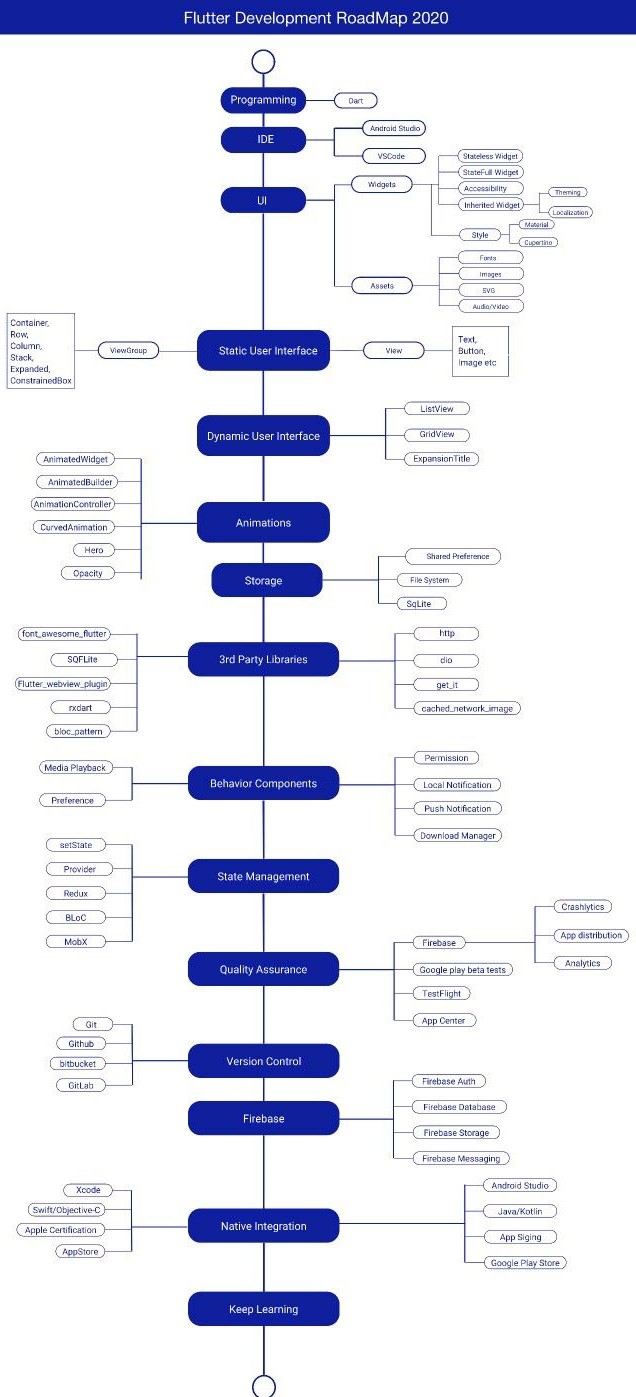 Flutter Development RoadMap 2020
Programming
Dart
IDE
Android Studio
VSCode
UI
Widgets
Stateless Widget
StateFull Widget
Accessibility
Inherited Widget
Theming
Localization
Style
Material
Cupertino
Assets
Fonts
Images
SVG
Audio/Video
Container,
Row,
Column,
Stack,
Expanded,
ConstrainedBox
ViewGroup
Static User Interface
View
Text,
Button,
Image etc
Dynamic User Interface
ListView
GridView
ExpansionTitle
AnimatedWidget
AnimatedBuilder
AnimationController
CurvedAnimation
Hero
Opacity
Animations
Storage
Shared Preference
File System
SqLite
font_awesome_flutter
SQFLite
Flutter_webview_plugin
rxdart
bloc_pattern
3rd Party Libraries
http
dio
get_it
cached_network_image
Media Playback
Preference
Behavior Components
Permission
Local Notification
Push Notification
Download Manager
setState
Provider
Redux
BLoC
MobX
State Management
Quality Assurance
Firebase
Crashlytics
App distribution
Analytics
Google play beta tests
TestFlight
App Center
Git
Github
bitbucket
GitLab
Version Control
Firebase
Firebase Auth
Firebase Database
Firebase Storage
Firebase Messaging
Xcode
Swift/Objective-C
Apple Certification
AppStore
Native Integration
Android Studio
Java/Kotlin
App Siging
Google Play Store
Keep Learning